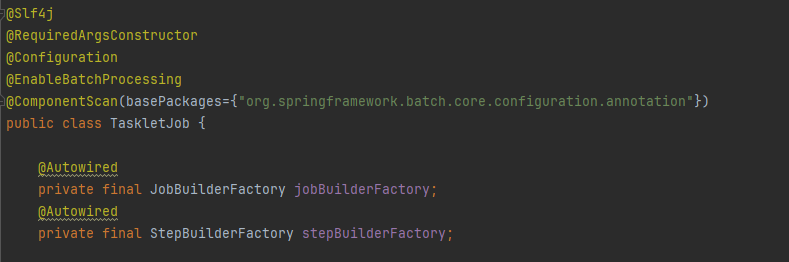 @Slf4j
@RequiredArgsConstructor
@Configuration
@EnableBatchProcessing
@ComponentScan(basePackages={"org.springframework.batch.core.configuration.annotation"})
public class TaskletJob {
@Autowired
private final JobBuilderFactory jobBuilderFactory;
@Autowired
private final StepBuilderFactory stepBuilderFactory;